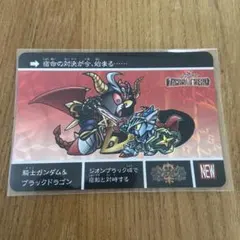 宿命の対決が今、始まる……
騎士ガンダム&
ブラックドラゴン
ジオンブラック城で
宿敵と対峙する
NEW